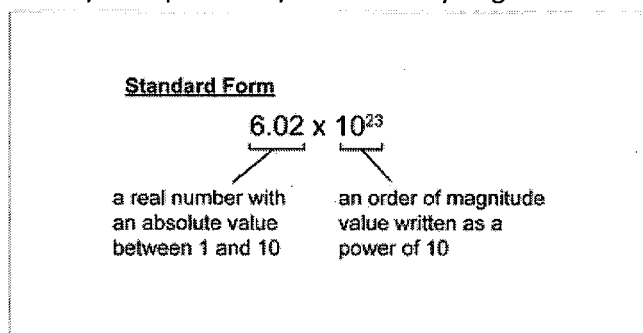 Standard Form
6.02 x 10²³
a real number with
an absolute value
between 1 and 10
an order of magnitude
value written as a
power of 10